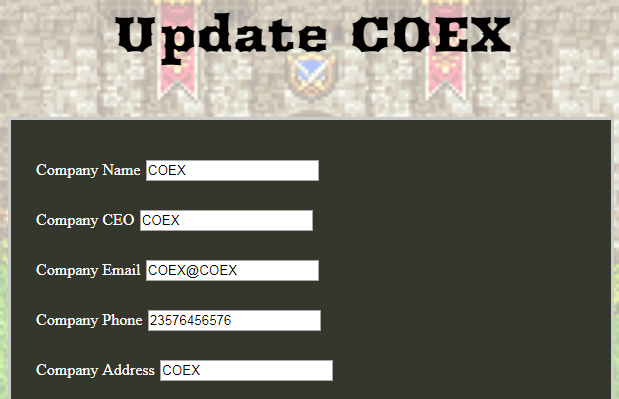 Update COEX
Company Name COEX
Company CEO COEX
Company Email COEX@COEX
Company Phone 23576456576
Company Address COEX